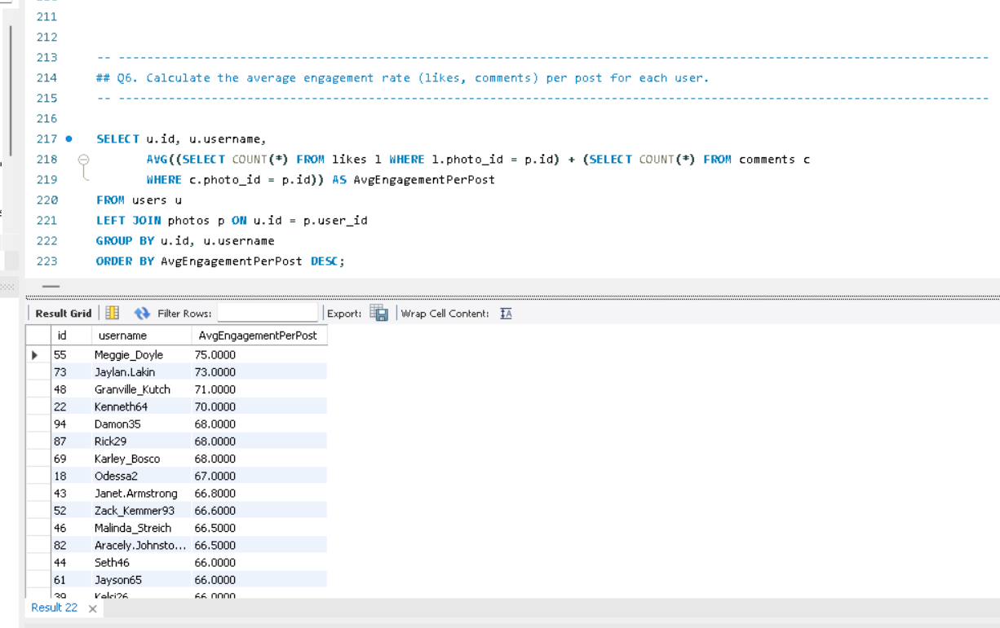 211
212
213 -- --------------------------------------------------------------------------------------------------------------------------
214 ## Q6. Calculate the average engagement rate (likes, comments) per post for each user.
215 -- --------------------------------------------------------------------------------------------------------------------------
216
217 SELECT u.id, u.username,
218 AVG((SELECT COUNT(*) FROM likes l WHERE l.photo_id = p.id) + (SELECT COUNT(*) FROM comments c
219 WHERE c.photo_id = p.id)) AS AvgEngagementPerPost
220 FROM users u
221 LEFT JOIN photos p ON u.id = p.user_id
222 GROUP BY u.id, u.username
223 ORDER BY AvgEngagementPerPost DESC;
Result Grid Filter Rows: Export: Wrap Cell Content: IA
id username AvgEngagementPerPost
55 Meggie_Doyle 75.0000
73 Jaylan.Lakin 73.0000
48 Granville_Kutch 71.0000
22 Kenneth64 70.0000
94 Damon35 68.0000
87 Rick29 68.0000
69 Karley_Bosco 68.0000
18 Odessa2 67.0000
43 Janet.Armstrong 66.8000
52 Zack_Kemmer93 66.6000
46 Malinda_Streich 66.5000
82 Aracely.Johnsto... 66.5000
44 Seth46 66.0000
61 Jayson65 66.0000
39 Kelsi26 66.0000
Result 22